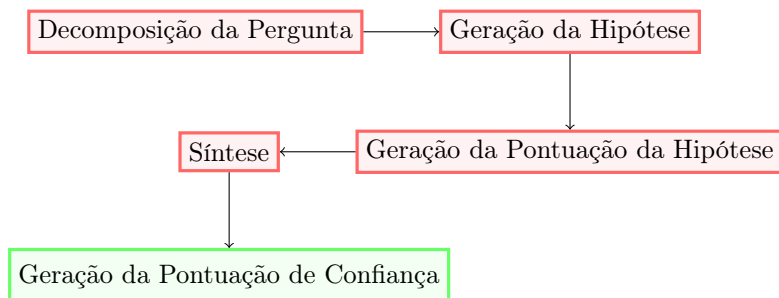 Decomposição da Pergunta
Geração da Hipótese
Geração da Pontuação da Hipótese
Síntese
Geração da Pontuação de Confiança